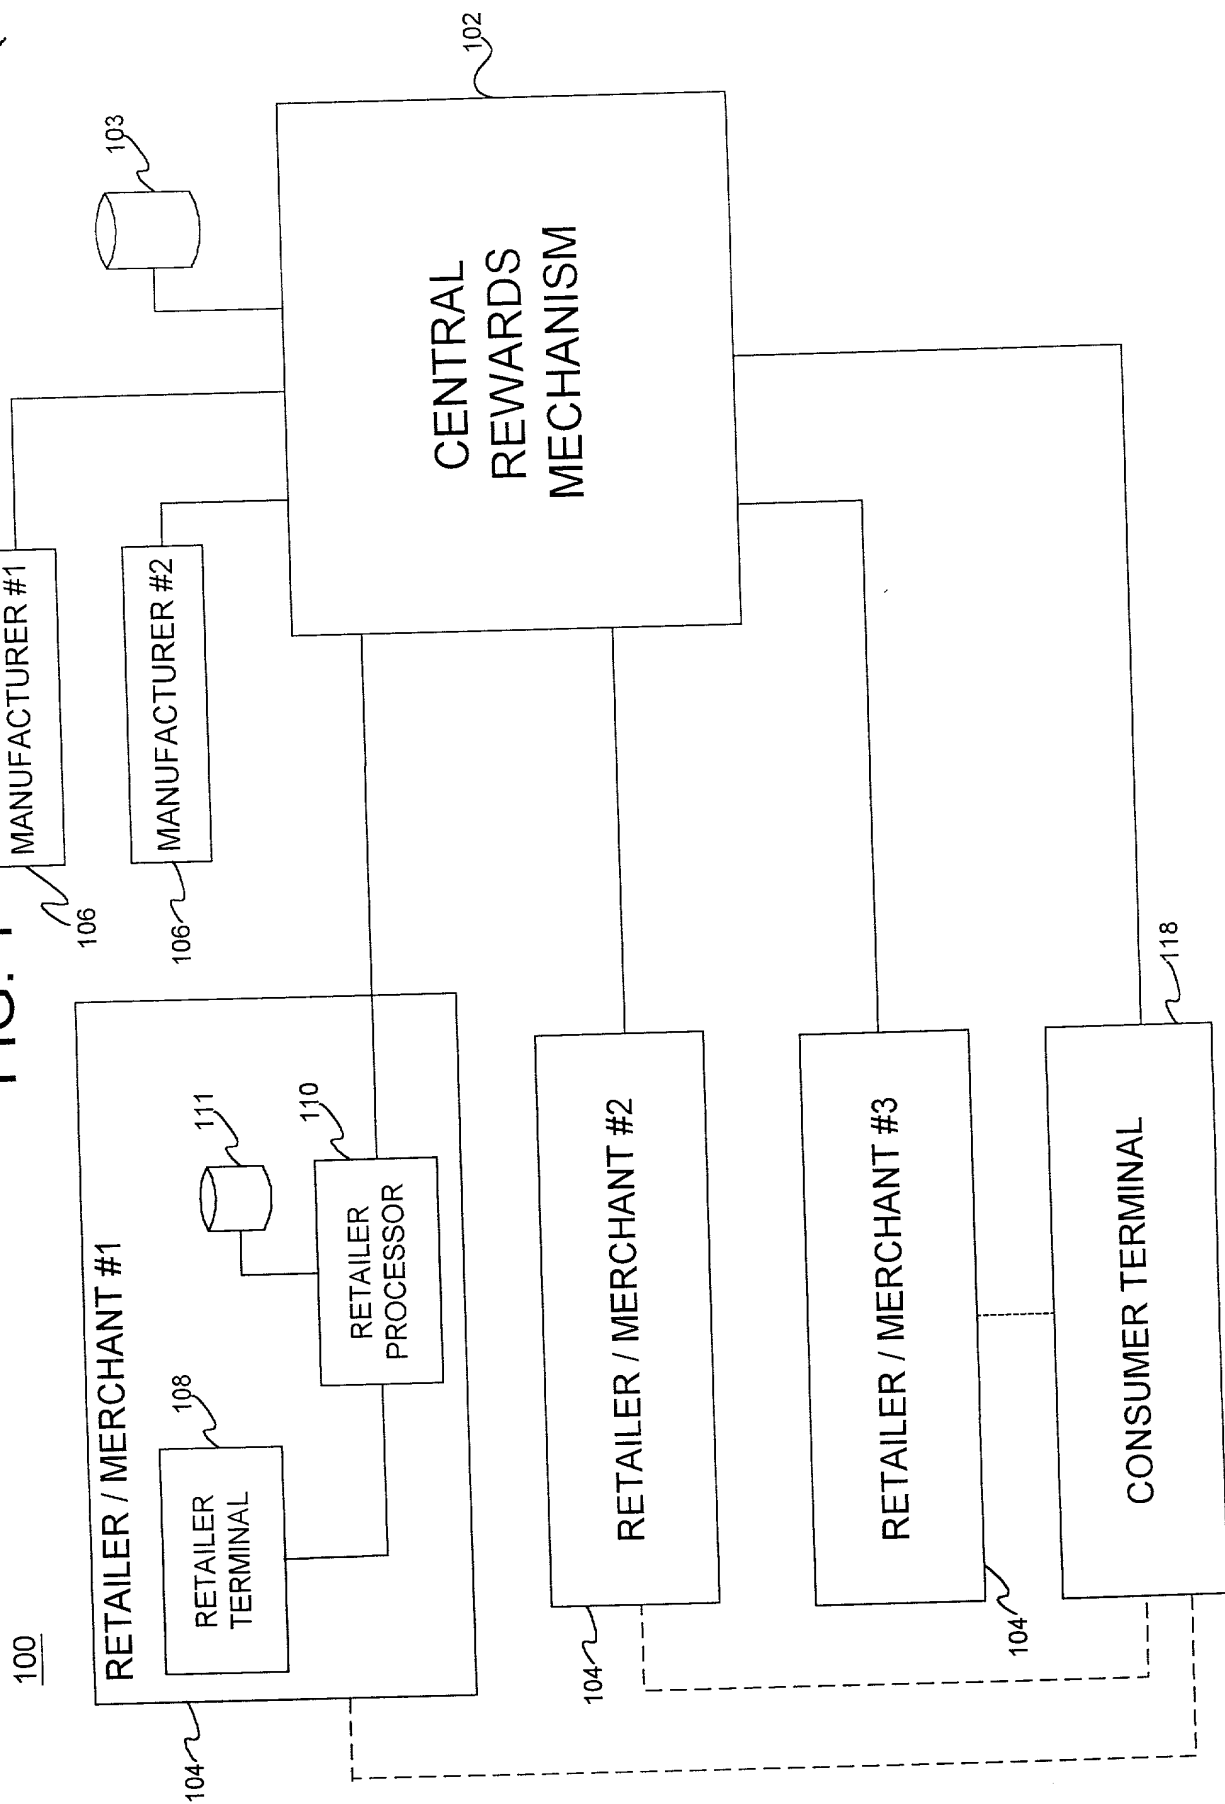 100
RETAILER / MERCHANT #1
104
RETAILER
TERMINAL
108
RETAILER
PROCESSOR
110
111
106
MANUFACTURER #1
106
MANUFACTURER #2
103
102
CENTRAL
REWARDS
MECHANISM
104
RETAILER / MERCHANT #2
104
RETAILER / MERCHANT #3
CONSUMER TERMINAL
118